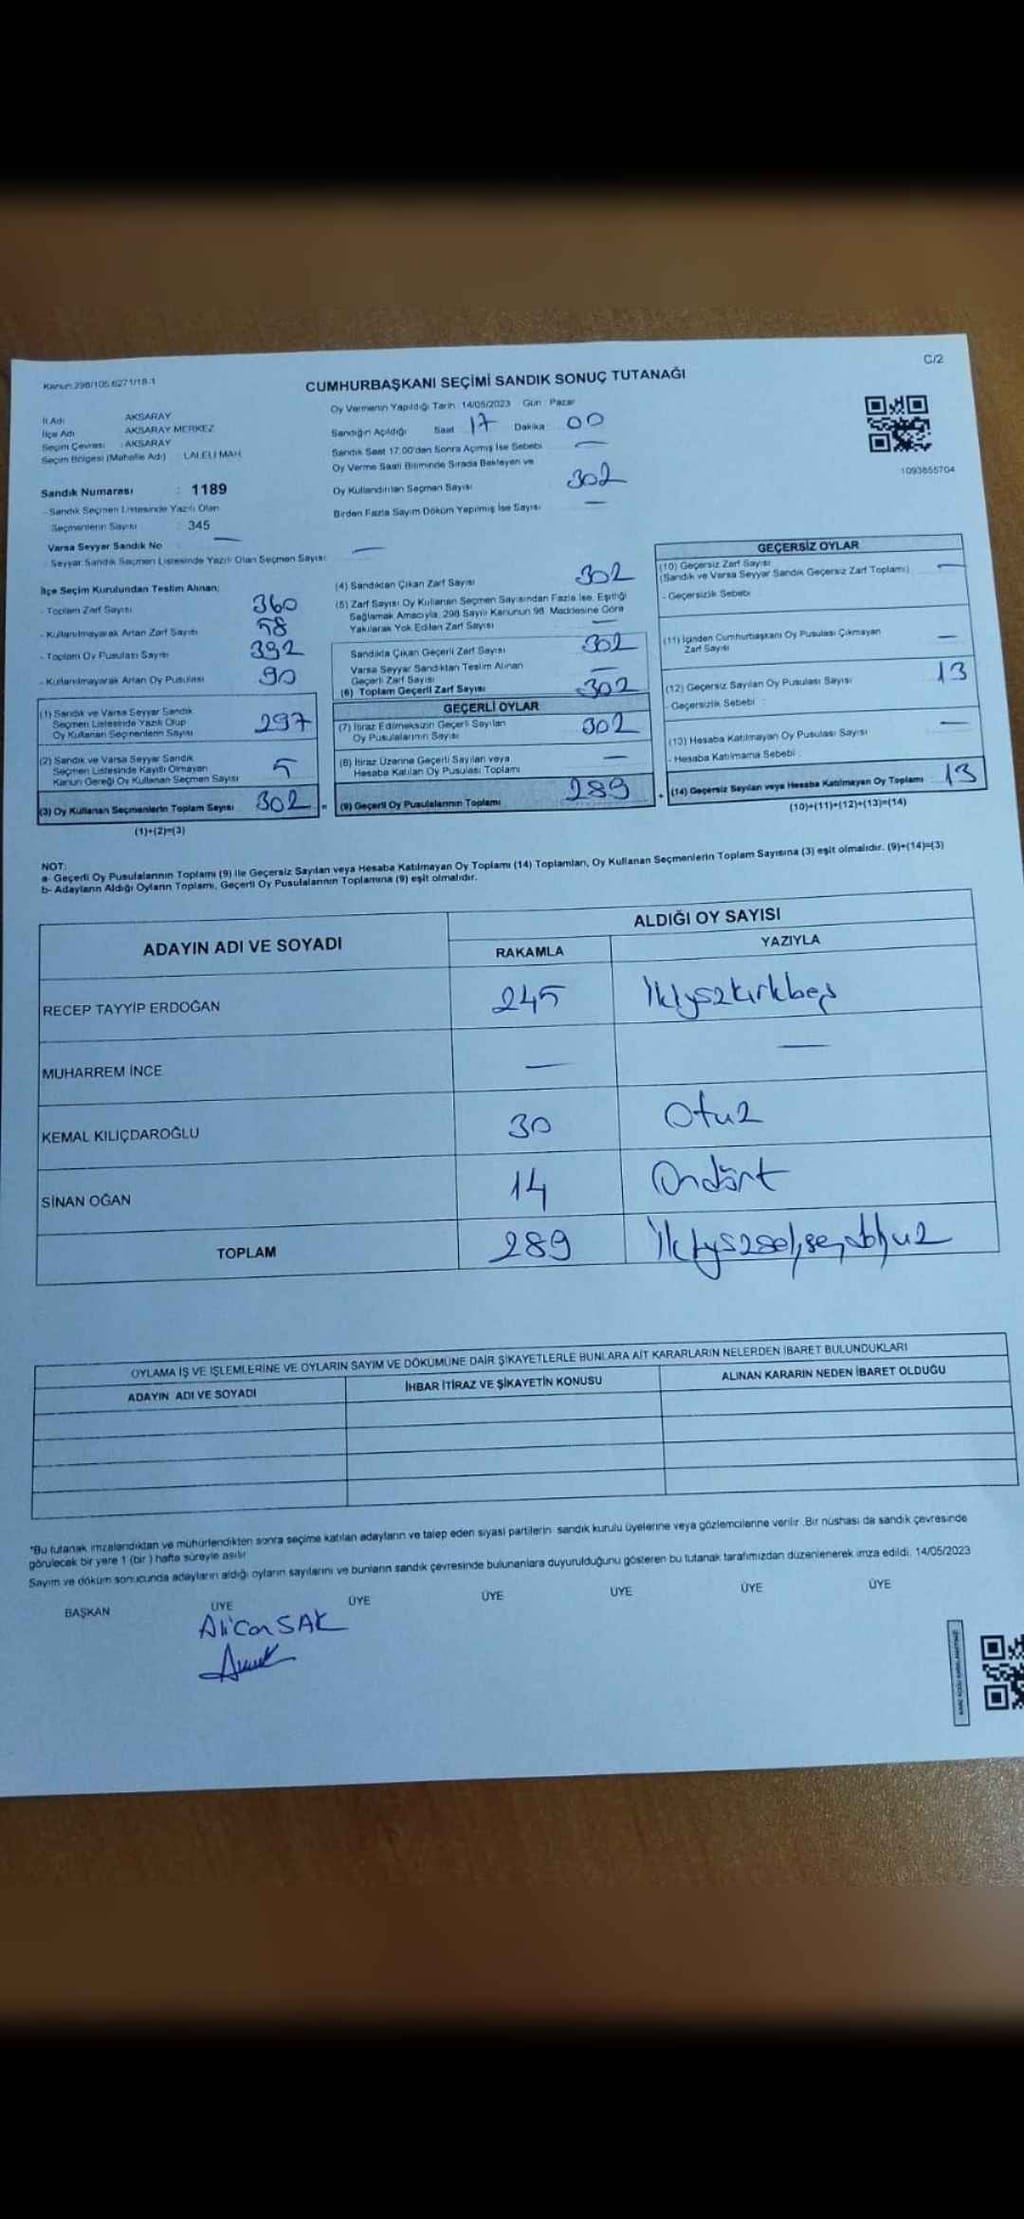 C/2
Kanun:298/105,6271/18-1
CUMHURBAŞKANI SEÇİMİ SANDIK SONUÇ TUTANAĞI
İl Adı AKSARAY
İlçe Adı AKSARAY MERKEZ
Seçim Çevresi : AKSARAY
Seçim Bölgesi (Mahalle Adı) LALELİ MAH.
Sandık Numarası : 1189
- Sandık Seçmen Listesinde Yazılı Olan
Seçmenlerin Sayısı : 345
Varsa Seyyar Sandık No —
- Seyyar Sandık Seçmen Listesinde Yazılı Olan Seçmen Sayısı: —
Oy Vermenin Yapıldığı Tarih : 14/05/2023 Gün : Pazar
Sandığın Açıldığı Saat 17 Dakika 00
Sandık Saat 17:00'dan Sonra Açılmış İse Sebebi —
Oy Verme Saati Bitiminde Sırada Bekleyen ve
Oy Kullandırılan Seçmen Sayısı 302
Birden Fazla Sayım Döküm Yapılmış İse Sayısı —
1093855704
İlçe Seçim Kurulundan Teslim Alınan;
- Toplam Zarf Sayısı 360
- Kullanılmayarak Artan Zarf Sayısı 58
- Toplam Oy Pusulası Sayısı 392
- Kullanılmayarak Artan Oy Pusulası 90
(1) Sandık ve Varsa Seyyar Sandık
Seçmen Listesinde Yazılı Olup
Oy Kullanan Seçmenlerin Sayısı 297
(2) Sandık ve Varsa Seyyar Sandık
Seçmen Listesinde Kayıtlı Olmayan
Kanun Gereği Oy Kullanan Seçmen Sayısı 5
(3) Oy Kullanan Seçmenlerin Toplam Sayısı 302 =
(1)+(2)=(3)
(4) Sandıktan Çıkan Zarf Sayısı 302
(5) Zarf Sayısı Oy Kullanan Seçmen Sayısından Fazla İse, Eşitliği
Sağlamak Amacıyla, 298 Sayılı Kanunun 98. Maddesine Göre
Yakılarak Yok Edilen Zarf Sayısı —
Sandıkta Çıkan Geçerli Zarf Sayısı 302
Varsa Seyyar Sandıktan Teslim Alınan
Geçerli Zarf Sayısı —
(6) Toplam Geçerli Zarf Sayısı 302
GEÇERLİ OYLAR
(7) İtiraz Edilmeksizin Geçerli Sayılan
Oy Pusulalarının Sayısı 302
(8) İtiraz Üzerine Geçerli Sayılan veya
Hesaba Katılan Oy Pusulası Toplamı —
(9) Geçerli Oy Pusulalarının Toplamı 289 +
GEÇERSİZ OYLAR
(10) Geçersiz Zarf Sayısı —
(Sandık ve Varsa Seyyar Sandık Geçersiz Zarf Toplamı)
- Geçersizlik Sebebi :
(11) İçinden Cumhurbaşkanı Oy Pusulası Çıkmayan
Zarf Sayısı —
(12) Geçersiz Sayılan Oy Pusulası Sayısı 13
- Geçersizlik Sebebi :
(13) Hesaba Katılmayan Oy Pusulası Sayısı —
- Hesaba Katılmama Sebebi :
(14) Geçersiz Sayılan veya Hesaba Katılmayan Oy Toplamı 13
(10)+(11)+(12)+(13)=(14)
NOT:
a- Geçerli Oy Pusulalarının Toplamı (9) ile Geçersiz Sayılan veya Hesaba Katılmayan Oy Toplamı (14) Toplamları, Oy Kullanan Seçmenlerin Toplam Sayısına (3) eşit olmalıdır. (9)+(14)=(3)
b- Adayların Aldığı Oyların Toplamı, Geçerli Oy Pusulalarının Toplamına (9) eşit olmalıdır.
ADAYIN ADI VE SOYADI ALDIĞI OY SAYISI
RAKAMLA YAZIYLA
RECEP TAYYİP ERDOĞAN 245 İkiyüzkırkbeş
MUHARREM İNCE — —
KEMAL KILIÇDAROĞLU 30 Otuz
SİNAN OĞAN 14 Ondört
TOPLAM 289
OYLAMA İŞ VE İŞLEMLERİNE VE OYLARIN SAYIM VE DÖKÜMÜNE DAİR ŞİKAYETLERLE BUNLARA AİT KARARLARIN NELERDEN İBARET BULUNDUKLARI
ADAYIN ADI VE SOYADI İHBAR İTİRAZ VE ŞİKAYETİN KONUSU ALINAN KARARIN NEDEN İBARET OLDUĞU
*Bu tutanak imzalandıktan ve mühürlendikten sonra seçime katılan adayların ve talep eden siyasi partilerin sandık kurulu üyelerine veya gözlemcilerine verilir. Bir nüshası da sandık çevresinde
görülecek bir yere 1 (bir) hafta süreyle asılır.
Sayım ve döküm sonucunda adayların aldığı oyların sayılarını ve bunların sandık çevresinde bulunanlara duyurulduğunu gösteren bu tutanak tarafımızdan düzenlenerek imza edildi. 14/05/2023
BAŞKAN ÜYE ÜYE ÜYE ÜYE ÜYE ÜYE
Alican SAK